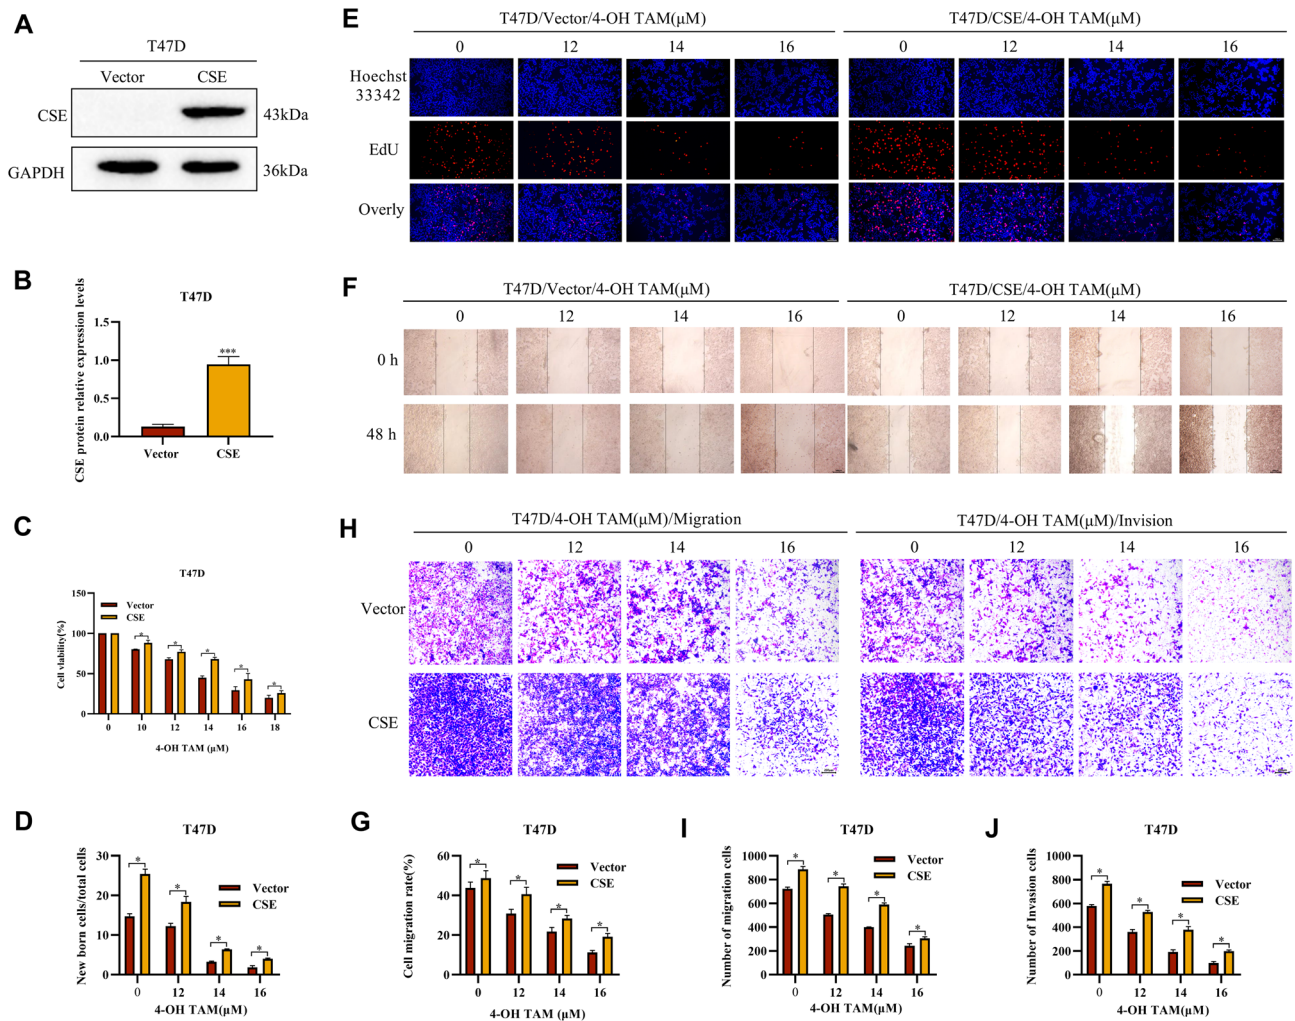 A
T47D
Vector CSE
CSE 43kDa
GAPDH 36kDa
B
T47D
CSE protein relative expression levels
1.5
1.0
0.5
0.0
***
Vector CSE
C
T47D
Cell vlability(%)
150
100
50
0
Vector
CSE
* * * * *
0 10 12 14 16 18
4-OH TAM (μM)
D
T47D
New born cells/total cells
30
20
10
0
Vector
CSE
* * * *
0 12 14 16
4-OH TAM(μM)
E
T47D/Vector/4-OH TAM(μM) T47D/CSE/4-OH TAM(μM)
0 12 14 16 0 12 14 16
Hoechst
33342
EdU
Overly
F
T47D/Vector/4-OH TAM(μM) T47D/CSE/4-OH TAM(μM)
0 12 14 16 0 12 14 16
0 h
48 h
H
T47D/4-OH TAM(μM)/Migration T47D/4-OH TAM(μM)/Invision
0 12 14 16 0 12 14 16
Vector
CSE
G
T47D
Cell migration rate(%)
60
40
20
0
Vector
CSE
* * * *
0 12 14 16
4-OH TAM(μM)
I
T47D
Number of migration cells
1000
800
600
400
200
0
Vector
CSE
* * * *
0 12 14 16
4-OH TAM(μM)
J
T47D
Number of Invasion cells
1000
800
600
400
200
0
Vector
CSE
* * * *
0 12 14 16
4-OH TAM(μM)